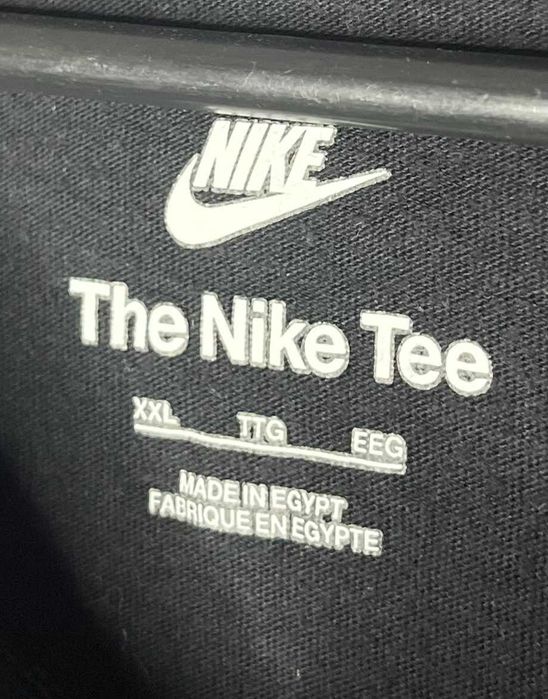 NIKE
The Nike Tee
XXL TTG EEG
MADE IN EGYPT
FABRIQUE EN EGYPTE